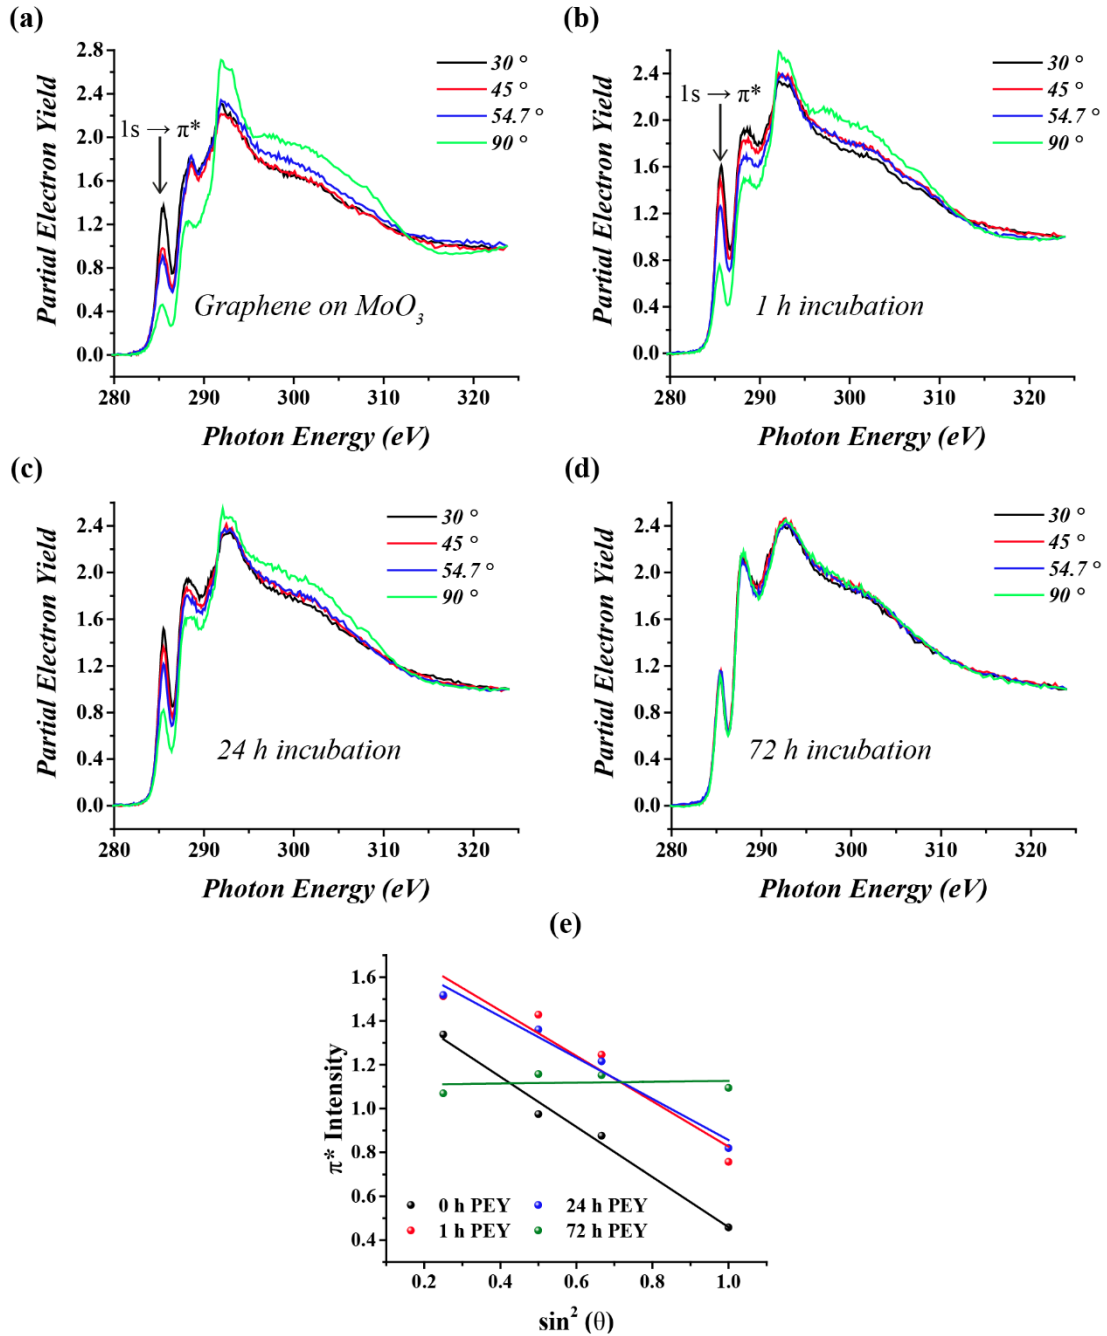 (a)
Partial Electron Yield
2.8
2.4
2.0
1.6
1.2
0.8
0.4
0.0
1s → π*
30 °
45 °
54.7 °
90 °
Graphene on MoO₃
280 290 300 310 320
Photon Energy (eV)
(b)
Partial Electron Yield
2.4
2.0
1.6
1.2
0.8
0.4
0.0
1s → π*
30 °
45 °
54.7 °
90 °
1 h incubation
280 290 300 310 320
Photon Energy (eV)
(c)
Partial Electron Yield
2.4
2.0
1.6
1.2
0.8
0.4
0.0
30 °
45 °
54.7 °
90 °
24 h incubation
280 290 300 310 320
Photon Energy (eV)
(d)
Partial Electron Yield
2.4
2.0
1.6
1.2
0.8
0.4
0.0
30 °
45 °
54.7 °
90 °
72 h incubation
280 290 300 310 320
Photon Energy (eV)
(e)
π* Intensity
1.6
1.4
1.2
1.0
0.8
0.6
0.4
0 h PEY 24 h PEY
1 h PEY 72 h PEY
0.2 0.4 0.6 0.8 1.0
sin² (θ)